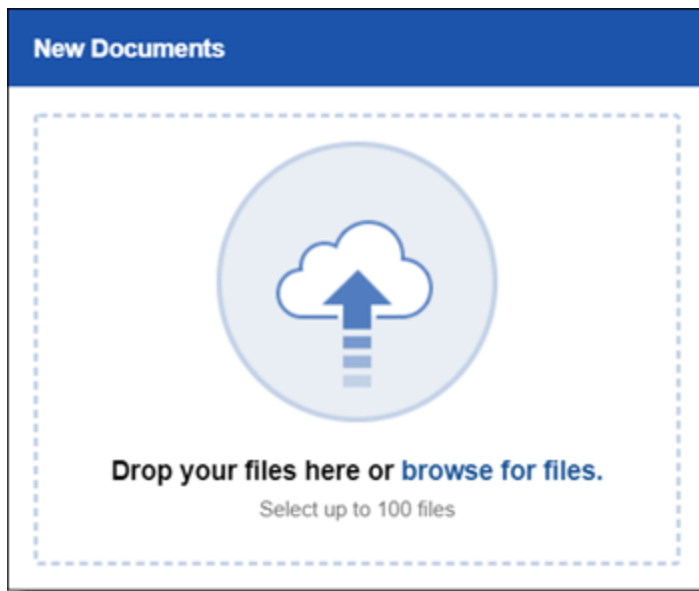 New Documents
Drop your files here or browse for files.
Select up to 100 files